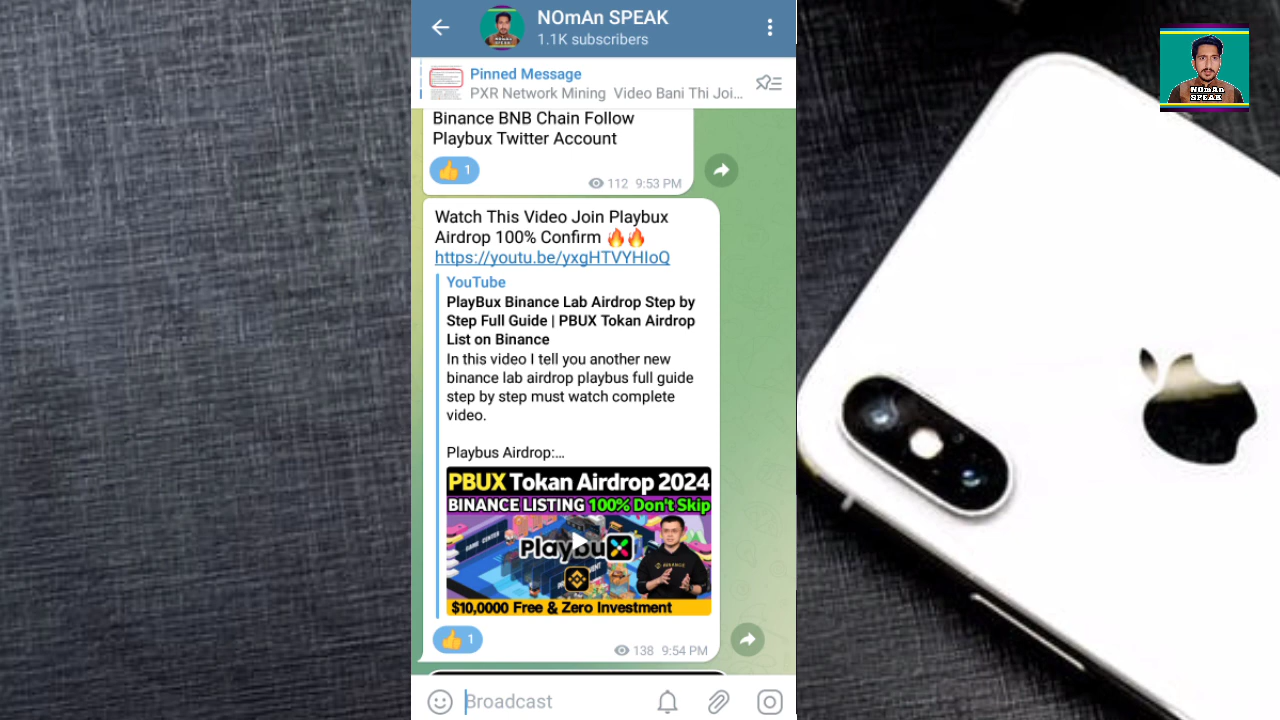 NOmAn SPEAK
1.1K subscribers
Pinned Message
PXR Network Mining Video Bani Thi Joi...
Binance BNB Chain Follow
Playbux Twitter Account
👍 1
112 9:53 PM
Watch This Video Join Playbux
Airdrop 100% Confirm 🔥🔥
https://youtu.be/yxgHTVYHIoQ
YouTube
PlayBux Binance Lab Airdrop Step by
Step Full Guide | PBUX Tokan Airdrop
List on Binance
In this video I tell you another new
binance lab airdrop playbus full guide
step by step must watch complete
video.
Playbus Airdrop:...
PBUX Tokan Airdrop 2024
BINANCE LISTING 100% Don't Skip
GAME CENTER
Playbux
BINANCE
$10,0000 Free & Zero Investment
👍 1
138 9:54 PM
Broadcast
NOmAn
SPEAK